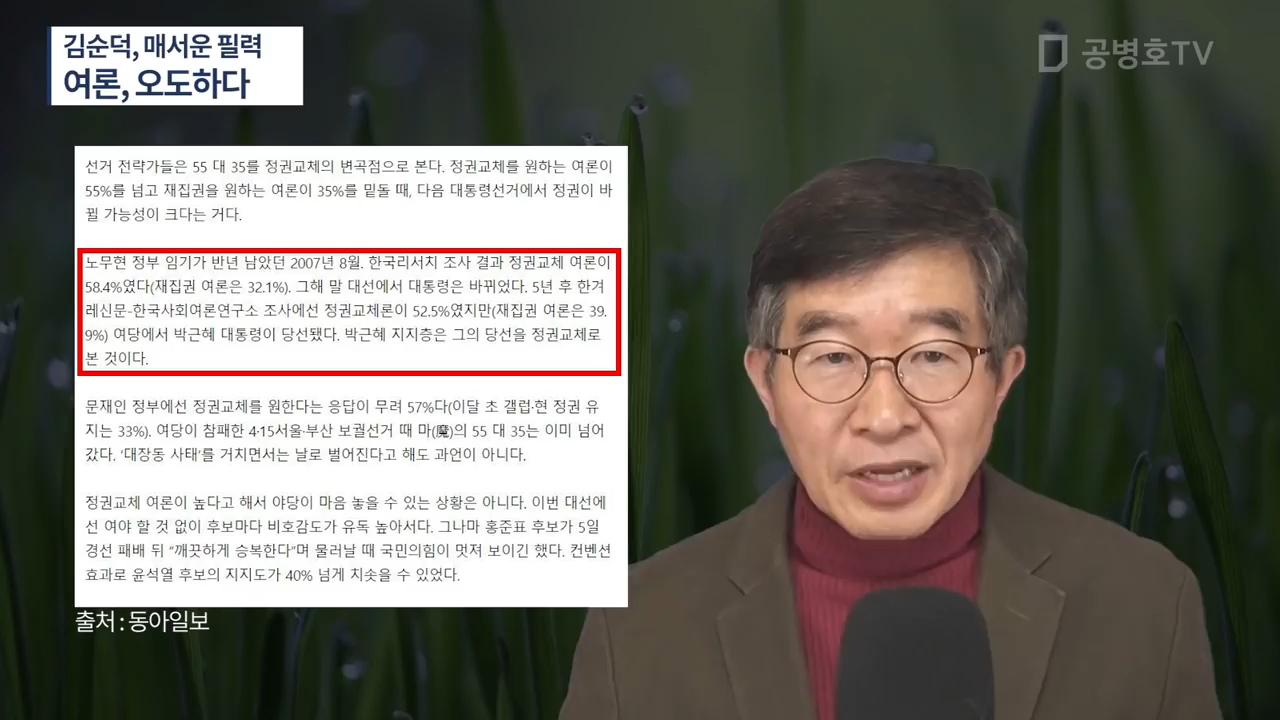 김순덕, 매서운 필력
여론, 오도하다
공병호TV
선거 전략가들은 55 대 35를 정권교체의 변곡점으로 본다. 정권교체를 원하는 여론이
55%를 넘고 재집권을 원하는 여론이 35%를 밑돌 때, 다음 대통령선거에서 정권이 바
뀔 가능성이 크다는 거다.
노무현 정부 임기가 반년 남았던 2007년 8월. 한국리서치 조사 결과 정권교체 여론이
58.4%였다(재집권 여론은 32.1%). 그해 말 대선에서 대통령은 바뀌었다. 5년 후 한겨
레신문-한국사회여론연구소 조사에선 정권교체론이 52.5%였지만(재집권 여론은 39.
9%) 여당에서 박근혜 대통령이 당선됐다. 박근혜 지지층은 그의 당선을 정권교체로
본 것이다.
문재인 정부에선 정권교체를 원한다는 응답이 무려 57%다(이달 초 갤럽·현 정권 유
지는 33%). 여당이 참패한 4·15서울·부산 보궐선거 때 마(魔)의 55 대 35는 이미 넘어
갔다. ‘대장동 사태’를 거치면서는 날로 벌어진다고 해도 과언이 아니다.
정권교체 여론이 높다고 해서 야당이 마음 놓을 수 있는 상황은 아니다. 이번 대선에
선 여야 할 것 없이 후보마다 비호감도가 유독 높아서다. 그나마 홍준표 후보가 5일
경선 패배 뒤 “깨끗하게 승복한다”며 물러날 때 국민의힘이 멋져 보이긴 했다. 컨벤션
효과로 윤석열 후보의 지지도가 40% 넘게 치솟을 수 있었다.
출처 : 동아일보